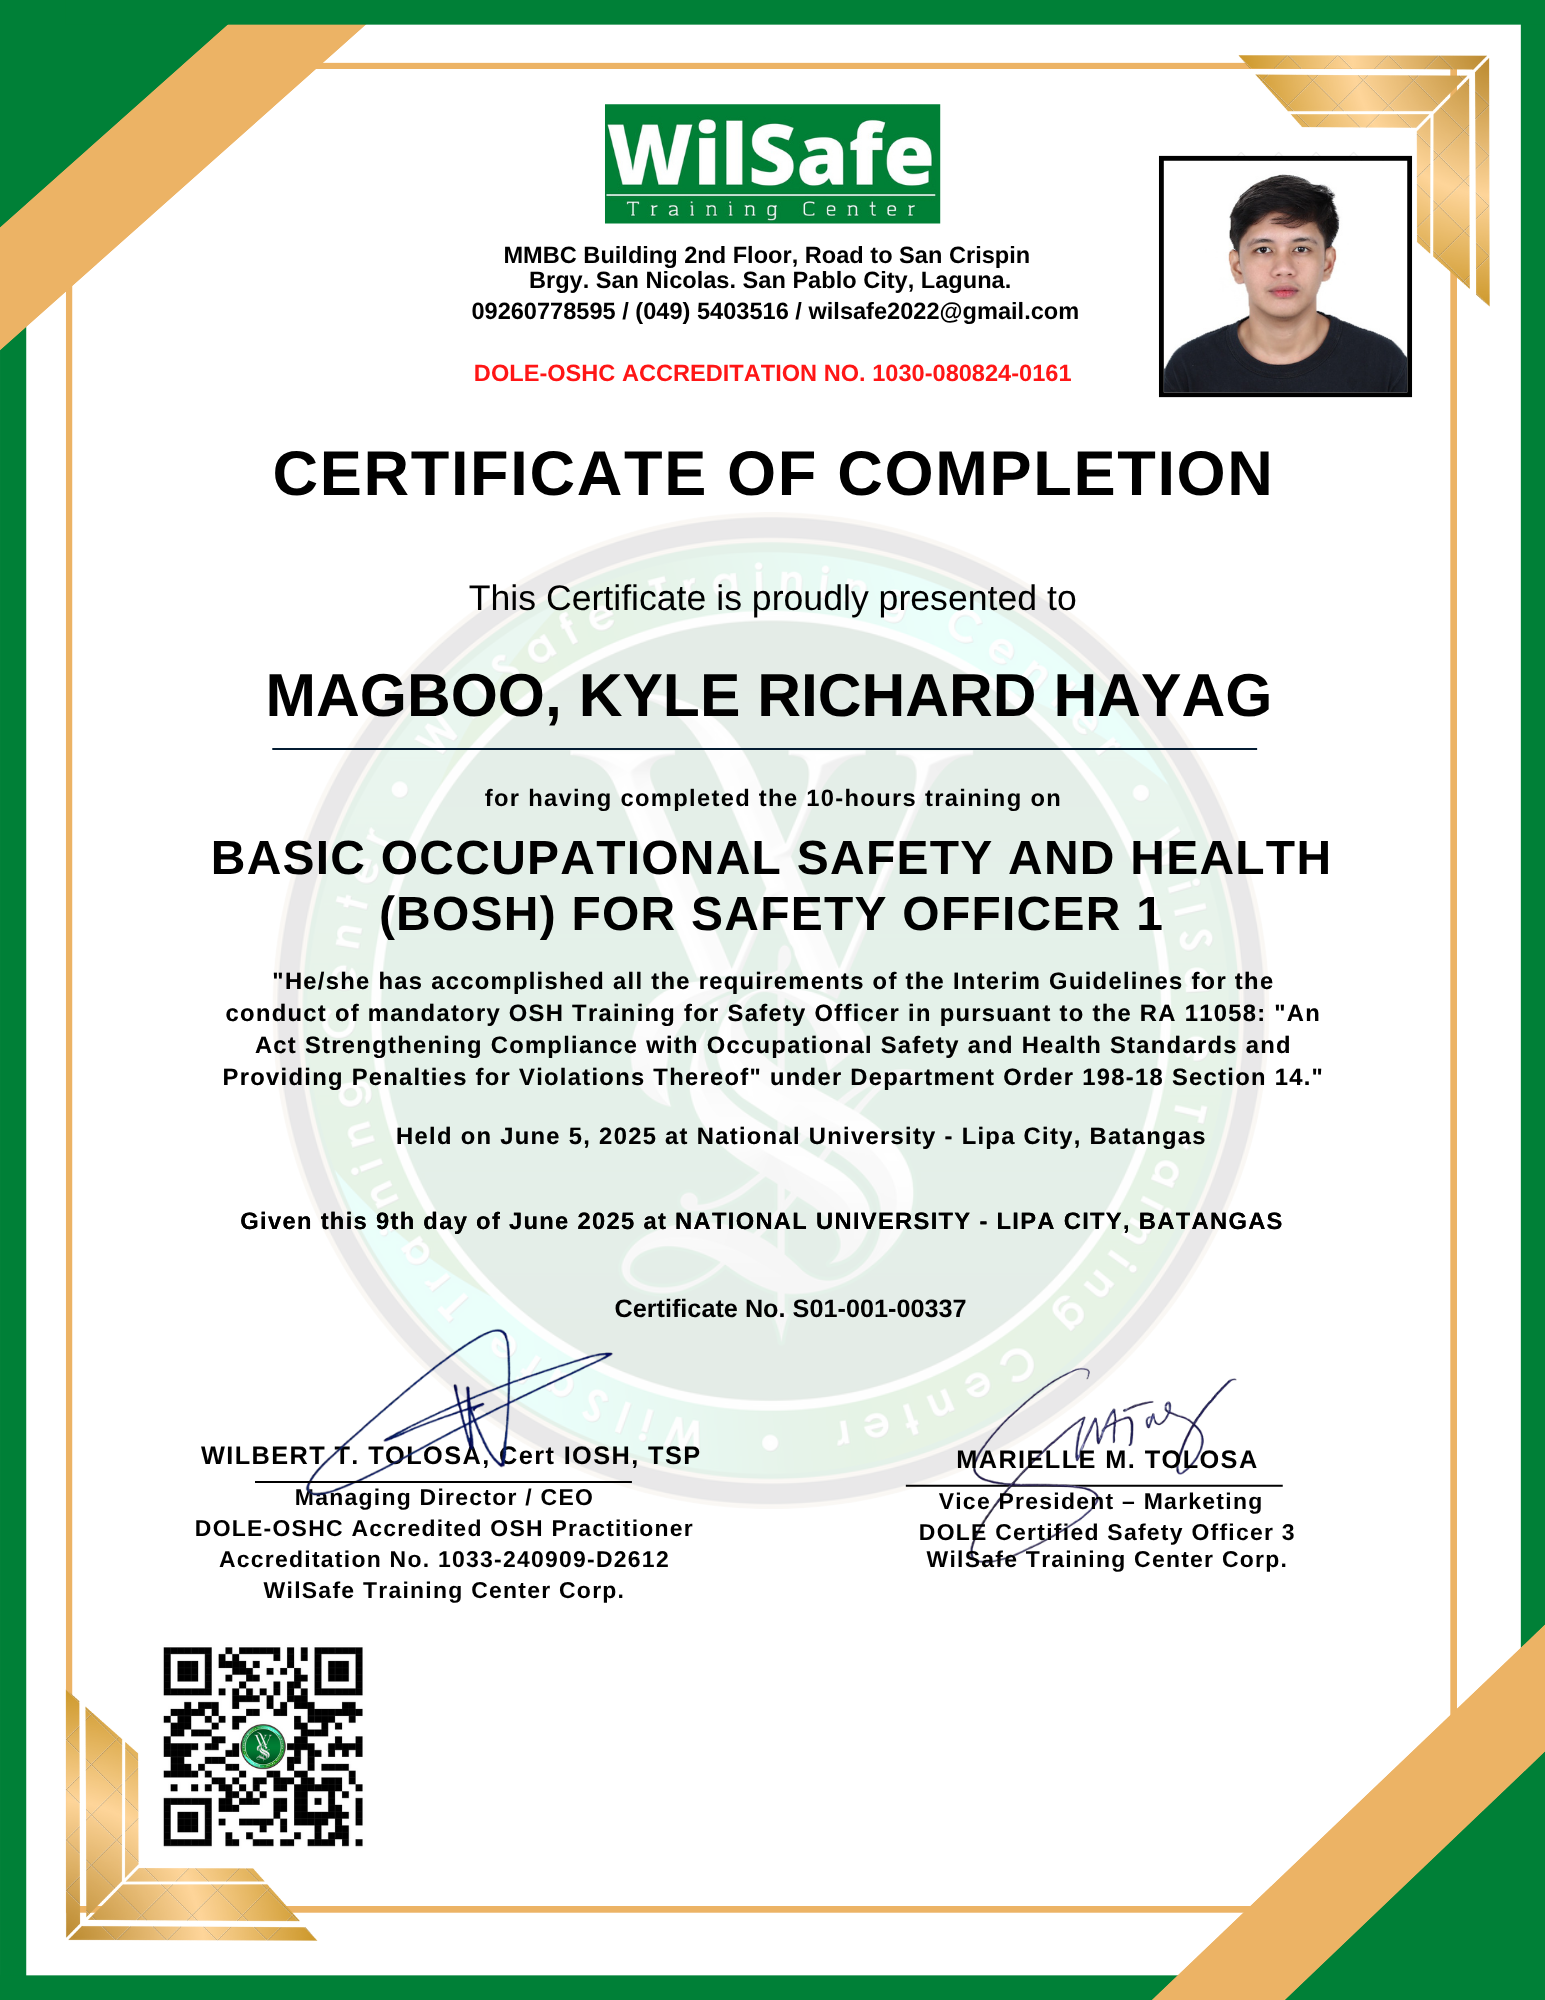 WilSafe
Training Center
MMBC Building 2nd Floor, Road to San Crispin
Brgy. San Nicolas. San Pablo City, Laguna.
09260778595 / (049) 5403516 / wilsafe2022@gmail.com
DOLE-OSHC ACCREDITATION NO. 1030-080824-0161
CERTIFICATE OF COMPLETION
This Certificate is proudly presented to
MAGBOO, KYLE RICHARD HAYAG
for having completed the 10-hours training on
BASIC OCCUPATIONAL SAFETY AND HEALTH
(BOSH) FOR SAFETY OFFICER 1
"He/she has accomplished all the requirements of the Interim Guidelines for the
conduct of mandatory OSH Training for Safety Officer in pursuant to the RA 11058: "An
Act Strengthening Compliance with Occupational Safety and Health Standards and
Providing Penalties for Violations Thereof" under Department Order 198-18 Section 14."
Held on June 5, 2025 at National University - Lipa City, Batangas
Given this 9th day of June 2025 at NATIONAL UNIVERSITY - LIPA CITY, BATANGAS
Certificate No. S01-001-00337
WILBERT T. TOLOSA, Cert IOSH, TSP
Managing Director / CEO
DOLE-OSHC Accredited OSH Practitioner
Accreditation No. 1033-240909-D2612
WilSafe Training Center Corp.
MARIELLE M. TOLOSA
Vice President – Marketing
DOLE Certified Safety Officer 3
WilSafe Training Center Corp.
WilSafe Training Center • WilSafe Training Center • WilSafe Training Center •